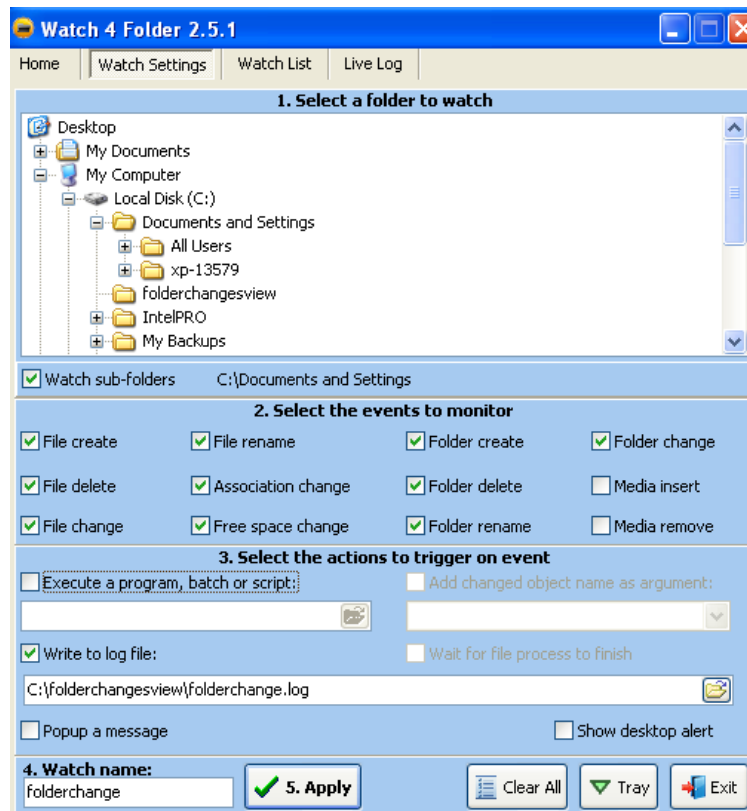 Watch 4 Folder 2.5.1
Home Watch Settings Watch List Live Log
1. Select a folder to watch
Desktop
My Documents
My Computer
Local Disk (C:)
Documents and Settings
All Users
xp-13579
folderchangesview
IntelPRO
My Backups
Watch sub-folders C:\Documents and Settings
2. Select the events to monitor
File create File rename Folder create Folder change
File delete Association change Folder delete Media insert
File change Free space change Folder rename Media remove
3. Select the actions to trigger on event
Execute a program, batch or script: Add changed object name as argument:
Write to log file: Wait for file process to finish
C:\folderchangesview\folderchange.log
Popup a message Show desktop alert
4. Watch name:
folderchange 5. Apply Clear All Tray Exit